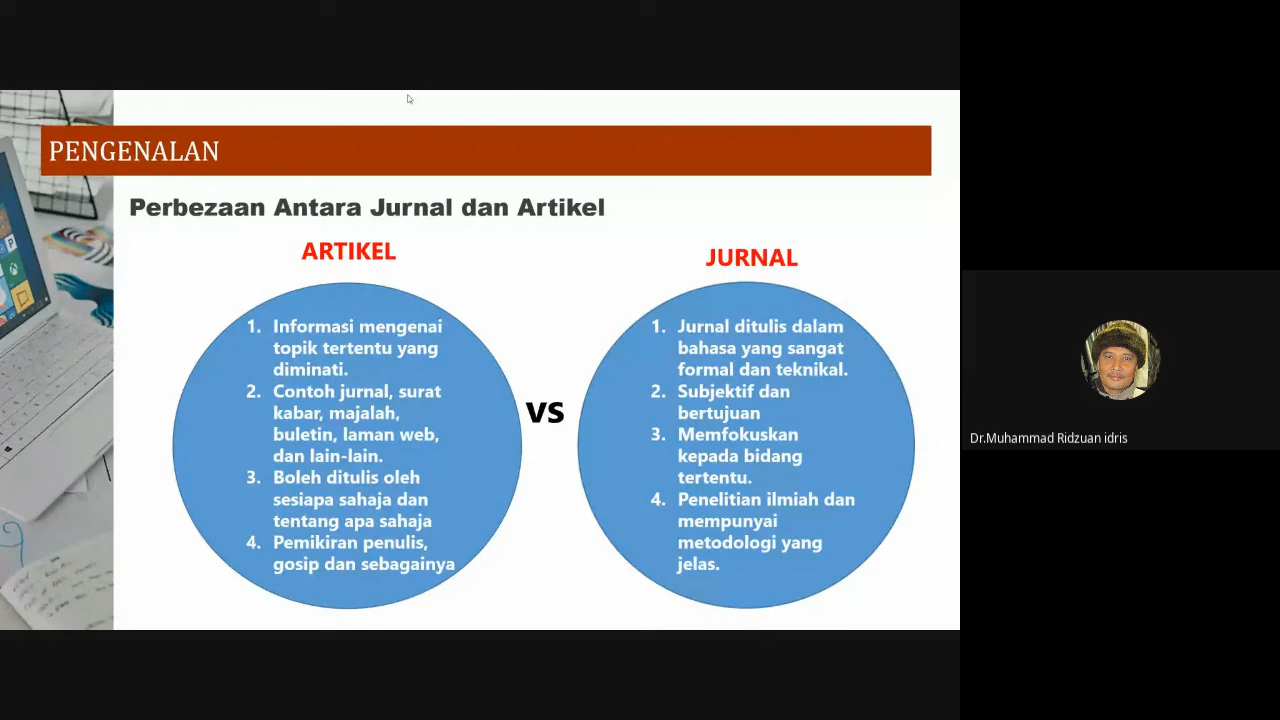 PENGENALAN
Perbezaan Antara Jurnal dan Artikel
ARTIKEL
1. Informasi mengenai
topik tertentu yang
diminati.
2. Contoh jurnal, surat
kabar, majalah,
buletin, laman web,
dan lain-lain.
3. Boleh ditulis oleh
sesiapa sahaja dan
tentang apa sahaja
4. Pemikiran penulis,
gosip dan sebagainya
VS
JURNAL
1. Jurnal ditulis dalam
bahasa yang sangat
formal dan teknikal.
2. Subjektif dan
bertujuan
3. Memfokuskan
kepada bidang
tertentu.
4. Penelitian ilmiah dan
mempunyai
metodologi yang
jelas.
Dr.Muhammad Ridzuan idris